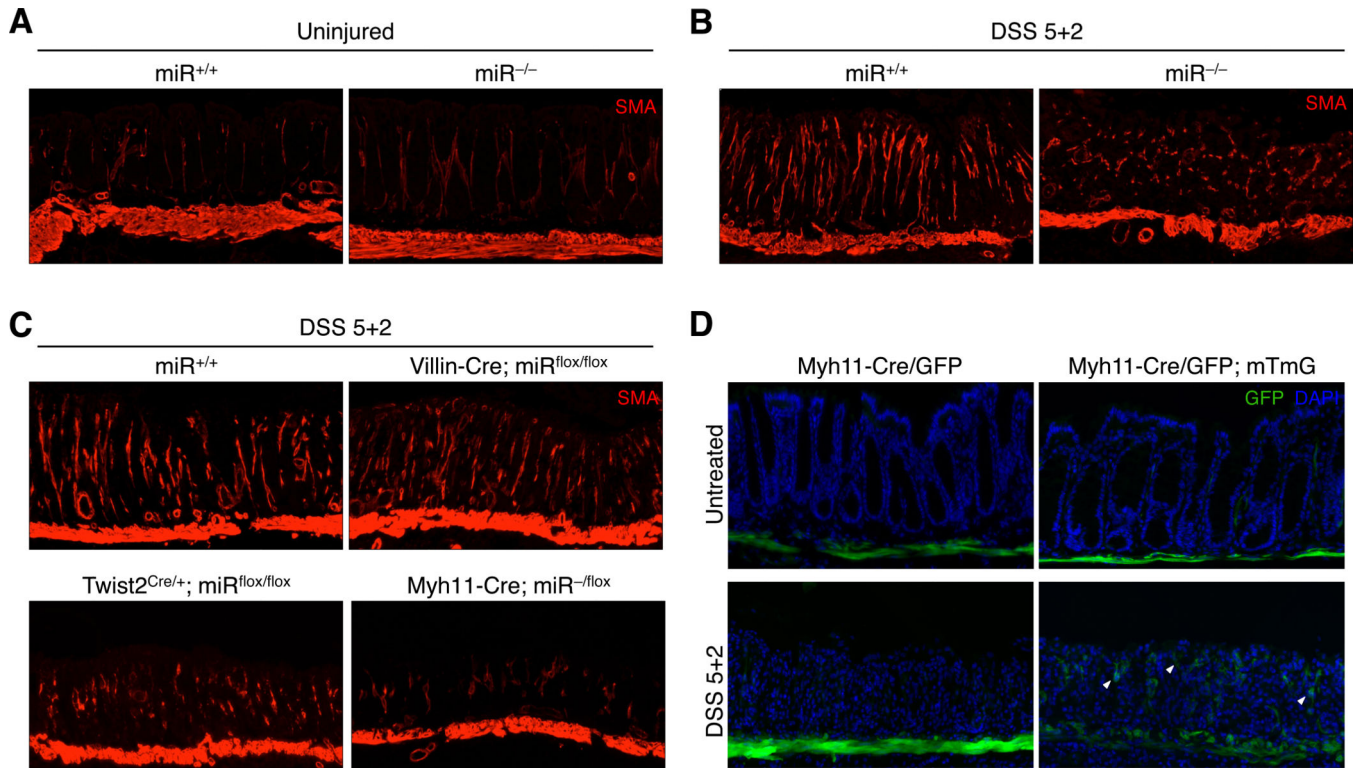 A
Uninjured
miR+/+
miR–/–
SMA
B
DSS 5+2
miR+/+
miR–/–
SMA
C
DSS 5+2
miR+/+
Villin-Cre; miRflox/flox
SMA
Twist2Cre/+; miRflox/flox
Myh11-Cre; miR–/flox
D
Myh11-Cre/GFP
Myh11-Cre/GFP; mTmG
Untreated
GFP DAPI
DSS 5+2